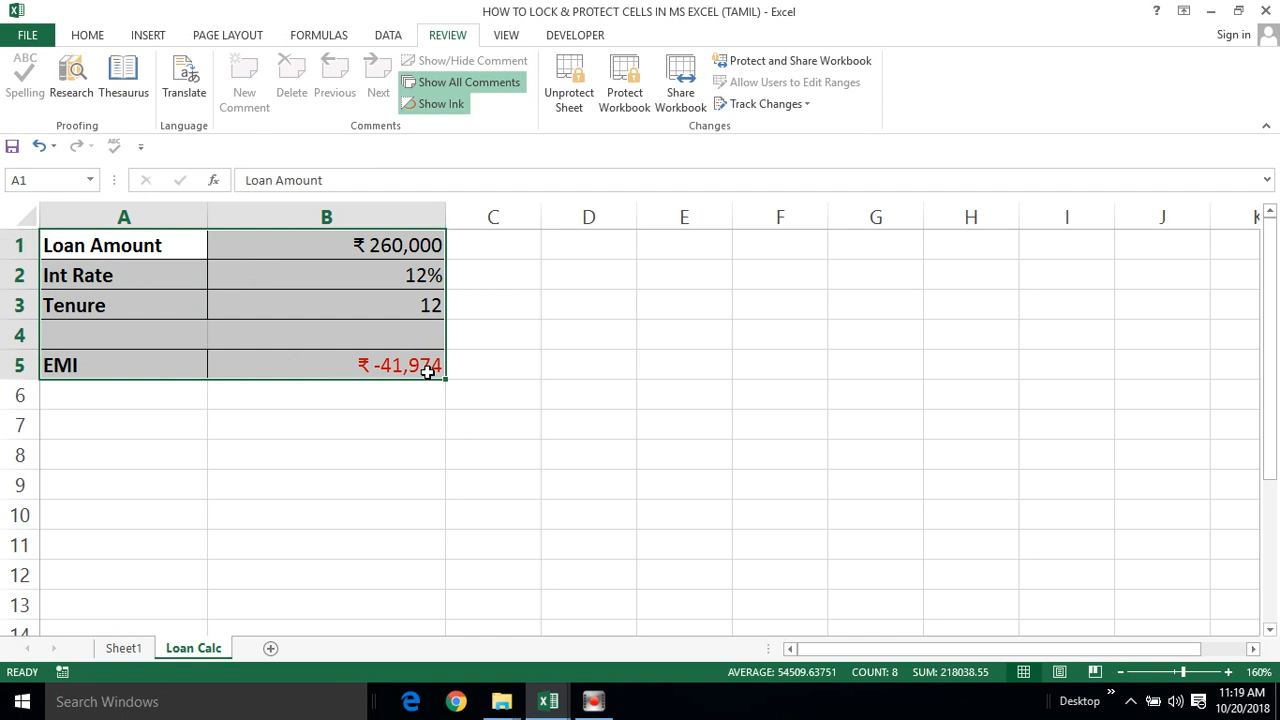 HOW TO LOCK & PROTECT CELLS IN MS EXCEL (TAMIL) - Excel
FILE HOME INSERT PAGE LAYOUT FORMULAS DATA REVIEW VIEW DEVELOPER Sign in
ABC
Spelling
Research
Thesaurus
Proofing
Translate
Language
New
Comment
Delete
Previous
Next
Show/Hide Comment
Show All Comments
Show Ink
Comments
Unprotect
Sheet
Protect
Workbook
Share
Workbook
Protect and Share Workbook
Allow Users to Edit Ranges
Track Changes
Changes
ABC
A1 fx Loan Amount
A B C D E F G H I J K
1 Loan Amount ₹ 260,000
2 Int Rate 12%
3 Tenure 12
4
5 EMI ₹ -41,974
6
7
8
9
10
11
12
13
14
Sheet1 Loan Calc
READY AVERAGE: 54509.63751 COUNT: 8 SUM: 218038.55 160%
Search Windows Desktop 11:19 AM
10/20/2018